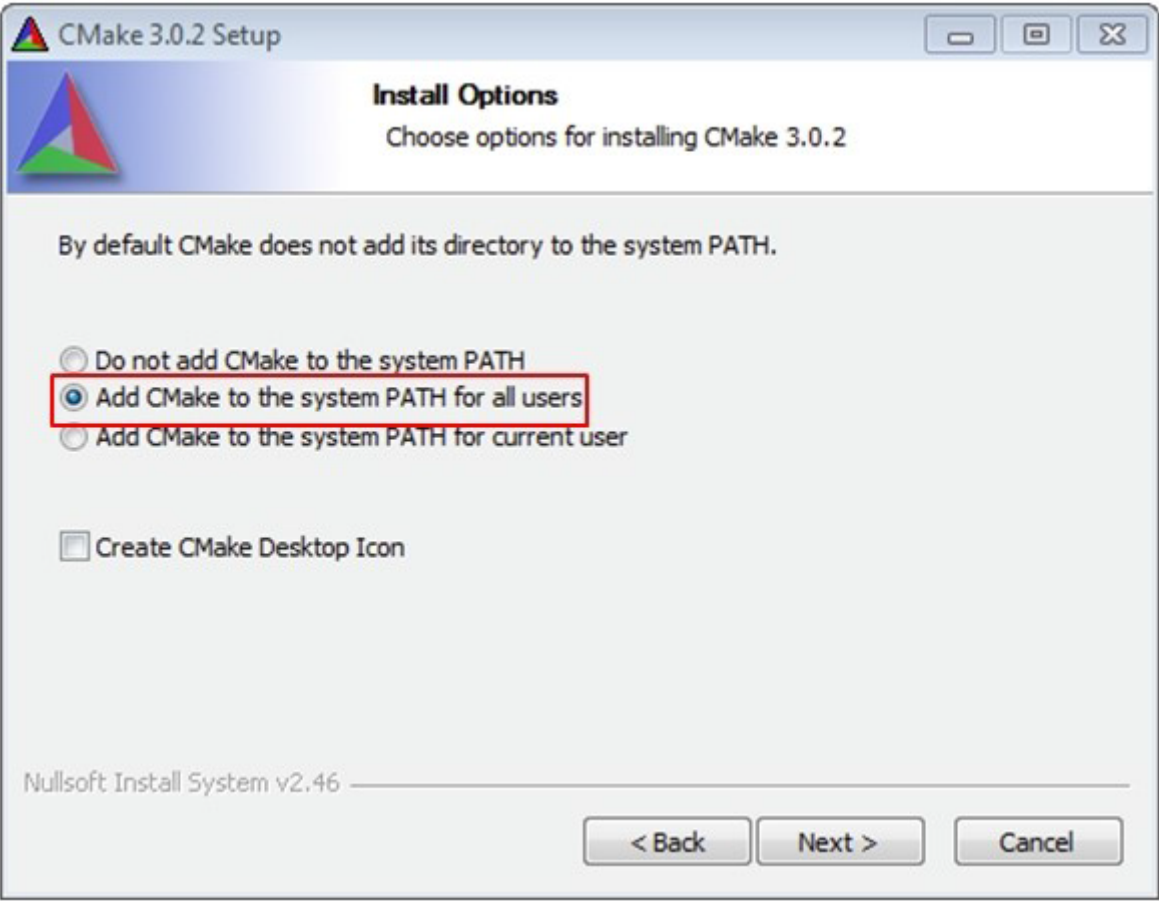 CMake 3.0.2 Setup
Install Options
Choose options for installing CMake 3.0.2
By default CMake does not add its directory to the system PATH.
Do not add CMake to the system PATH
Add CMake to the system PATH for all users
Add CMake to the system PATH for current user
Create CMake Desktop Icon
Nullsoft Install System v2.46
< Back Next > Cancel